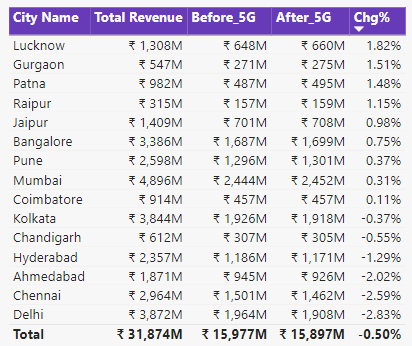 City Name Total Revenue Before_5G After_5G Chg%
Lucknow ₹ 1,308M ₹ 648M ₹ 660M 1.82%
Gurgaon ₹ 547M ₹ 271M ₹ 275M 1.51%
Patna ₹ 982M ₹ 487M ₹ 495M 1.48%
Raipur ₹ 315M ₹ 157M ₹ 159M 1.15%
Jaipur ₹ 1,409M ₹ 701M ₹ 708M 0.98%
Bangalore ₹ 3,386M ₹ 1,687M ₹ 1,699M 0.75%
Pune ₹ 2,598M ₹ 1,296M ₹ 1,301M 0.37%
Mumbai ₹ 4,896M ₹ 2,444M ₹ 2,452M 0.31%
Coimbatore ₹ 914M ₹ 457M ₹ 457M 0.11%
Kolkata ₹ 3,844M ₹ 1,926M ₹ 1,918M -0.37%
Chandigarh ₹ 612M ₹ 307M ₹ 305M -0.55%
Hyderabad ₹ 2,357M ₹ 1,186M ₹ 1,171M -1.29%
Ahmedabad ₹ 1,871M ₹ 945M ₹ 926M -2.02%
Chennai ₹ 2,964M ₹ 1,501M ₹ 1,462M -2.59%
Delhi ₹ 3,872M ₹ 1,964M ₹ 1,908M -2.83%
Total ₹ 31,874M ₹ 15,977M ₹ 15,897M -0.50%